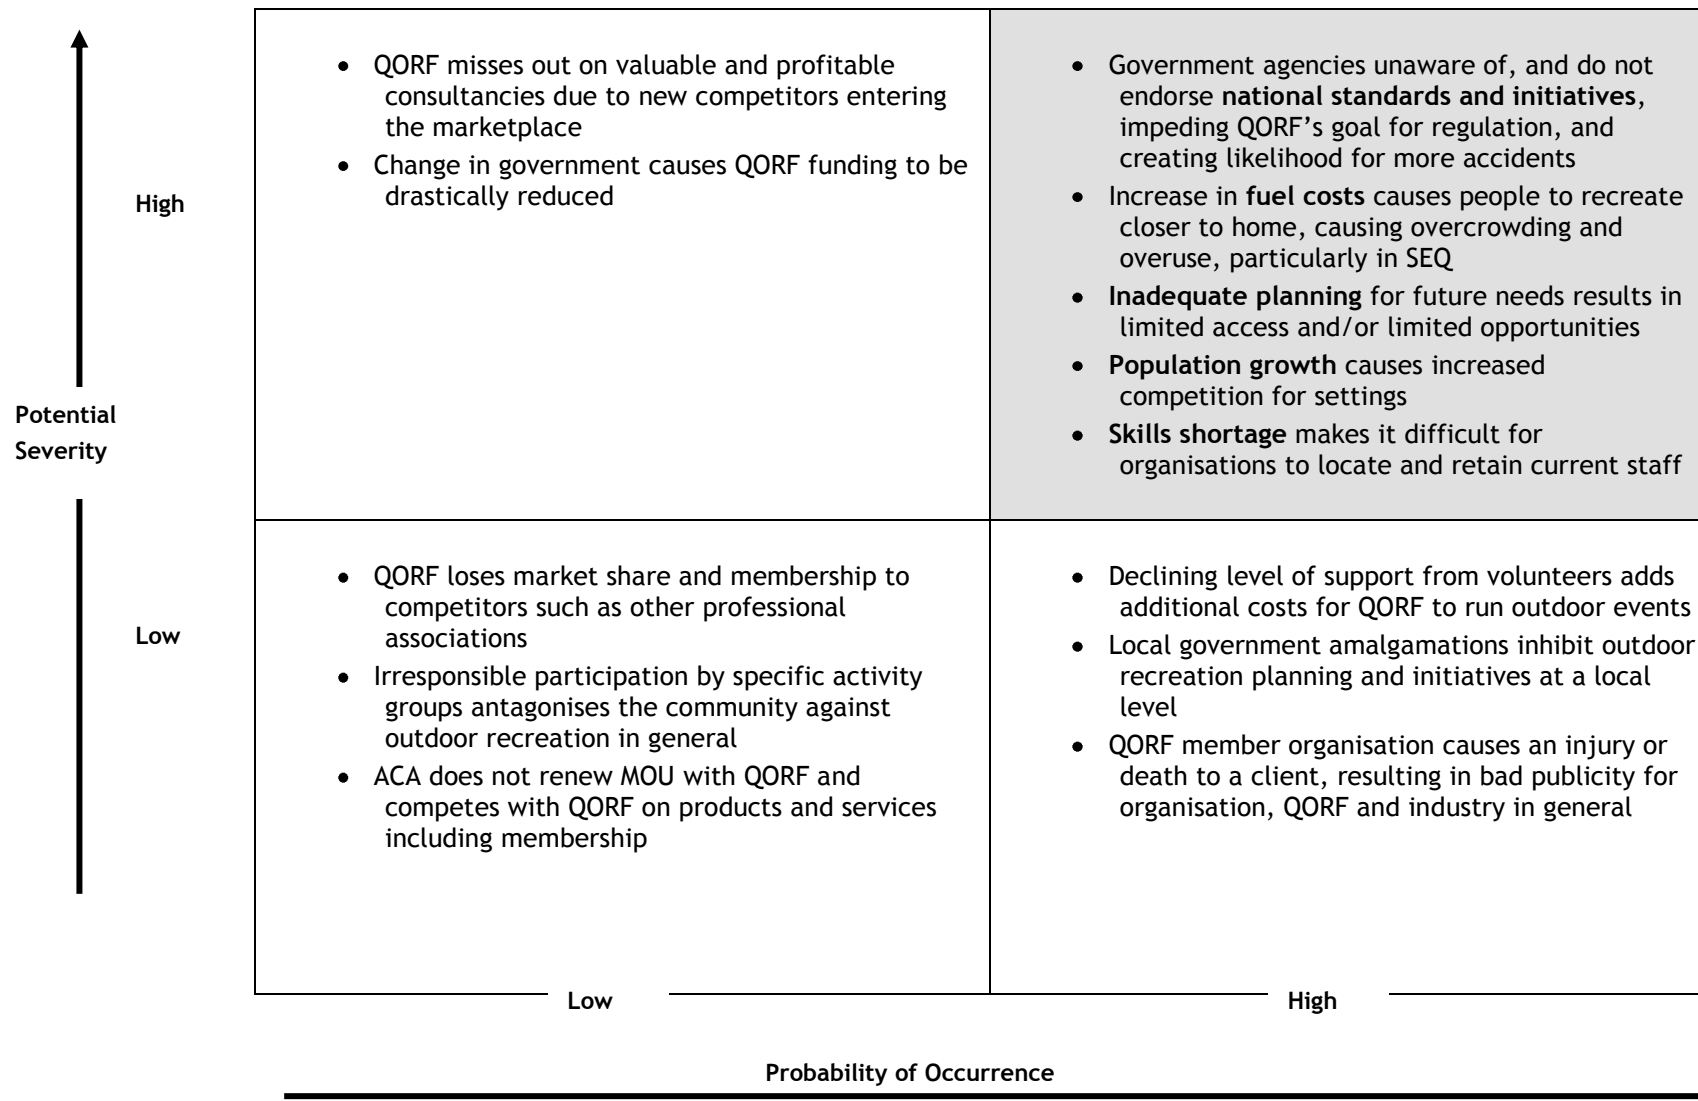 • QORF misses out on valuable and profitable
consultancies due to new competitors entering
the marketplace
• Change in government causes QORF funding to be
drastically reduced
• Government agencies unaware of, and do not
endorse national standards and initiatives,
impeding QORF’s goal for regulation, and
creating likelihood for more accidents
• Increase in fuel costs causes people to recreate
closer to home, causing overcrowding and
overuse, particularly in SEQ
• Inadequate planning for future needs results in
limited access and/or limited opportunities
• Population growth causes increased
competition for settings
• Skills shortage makes it difficult for
organisations to locate and retain current staff
High
Potential
Severity
Low
• QORF loses market share and membership to
competitors such as other professional
associations
• Irresponsible participation by specific activity
groups antagonises the community against
outdoor recreation in general
• ACA does not renew MOU with QORF and
competes with QORF on products and services
including membership
• Declining level of support from volunteers adds
additional costs for QORF to run outdoor events
• Local government amalgamations inhibit outdoor
recreation planning and initiatives at a local
level
• QORF member organisation causes an injury or
death to a client, resulting in bad publicity for
organisation, QORF and industry in general
Low
High
Probability of Occurrence